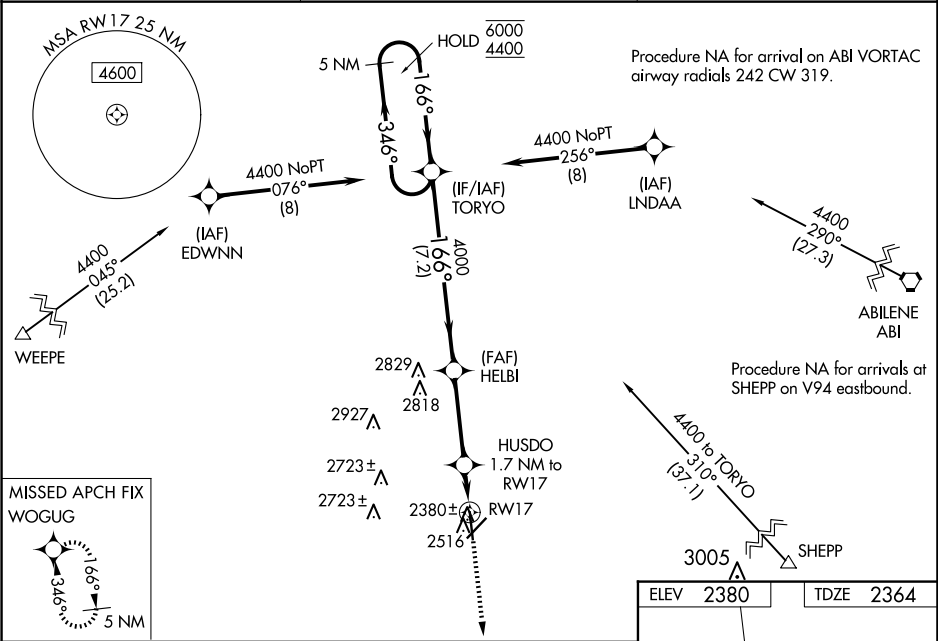 MSA RW17 25 NM
4600
HOLD 6000
4400
5 NM
166°
346°
Procedure NA for arrival on ABI VORTAC
airway radials 242 CW 319.
4400 NoPT
076°
(8)
(IF/IAF)
TORYO
4400 NoPT
256°
(8)
(IAF)
LNDAA
(IAF)
EDWNN
4400
045°
(25.2)
WEEPE
4000
166°
(7.2)
4400
290°
(27.3)
ABILENE
ABI
(FAF)
HELBI
2829
2818
2927
Procedure NA for arrivals at
SHEPP on V94 eastbound.
HUSDO
1.7 NM to
RW17
2723±
2723±
2380±
RW17
2516
4400 to TORYO
310°
(37.1)
SHEPP
3005
MISSED APCH FIX
WOGUG
166°
346°
5 NM
ELEV 2380
TDZE 2364